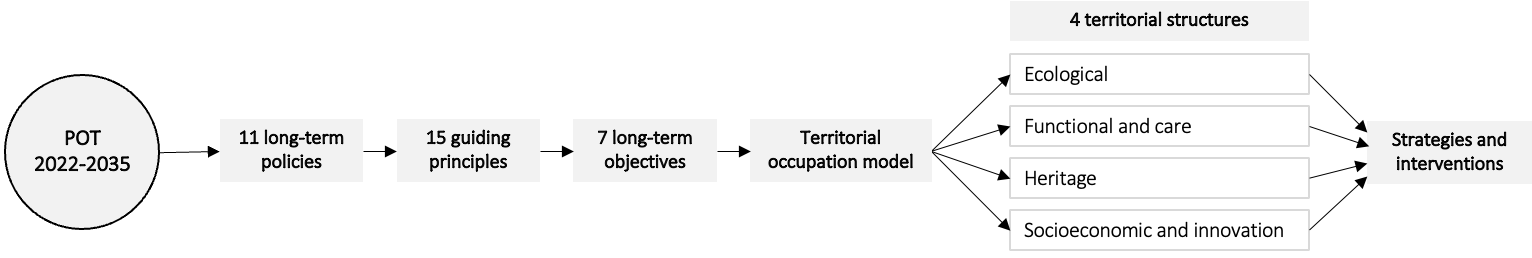 POT
2022-2035
11 long-term
policies
15 guiding
principles
7 long-term
objectives
Territorial
occupation model
4 territorial structures
Ecological
Functional and care
Heritage
Socioeconomic and innovation
Strategies and
interventions